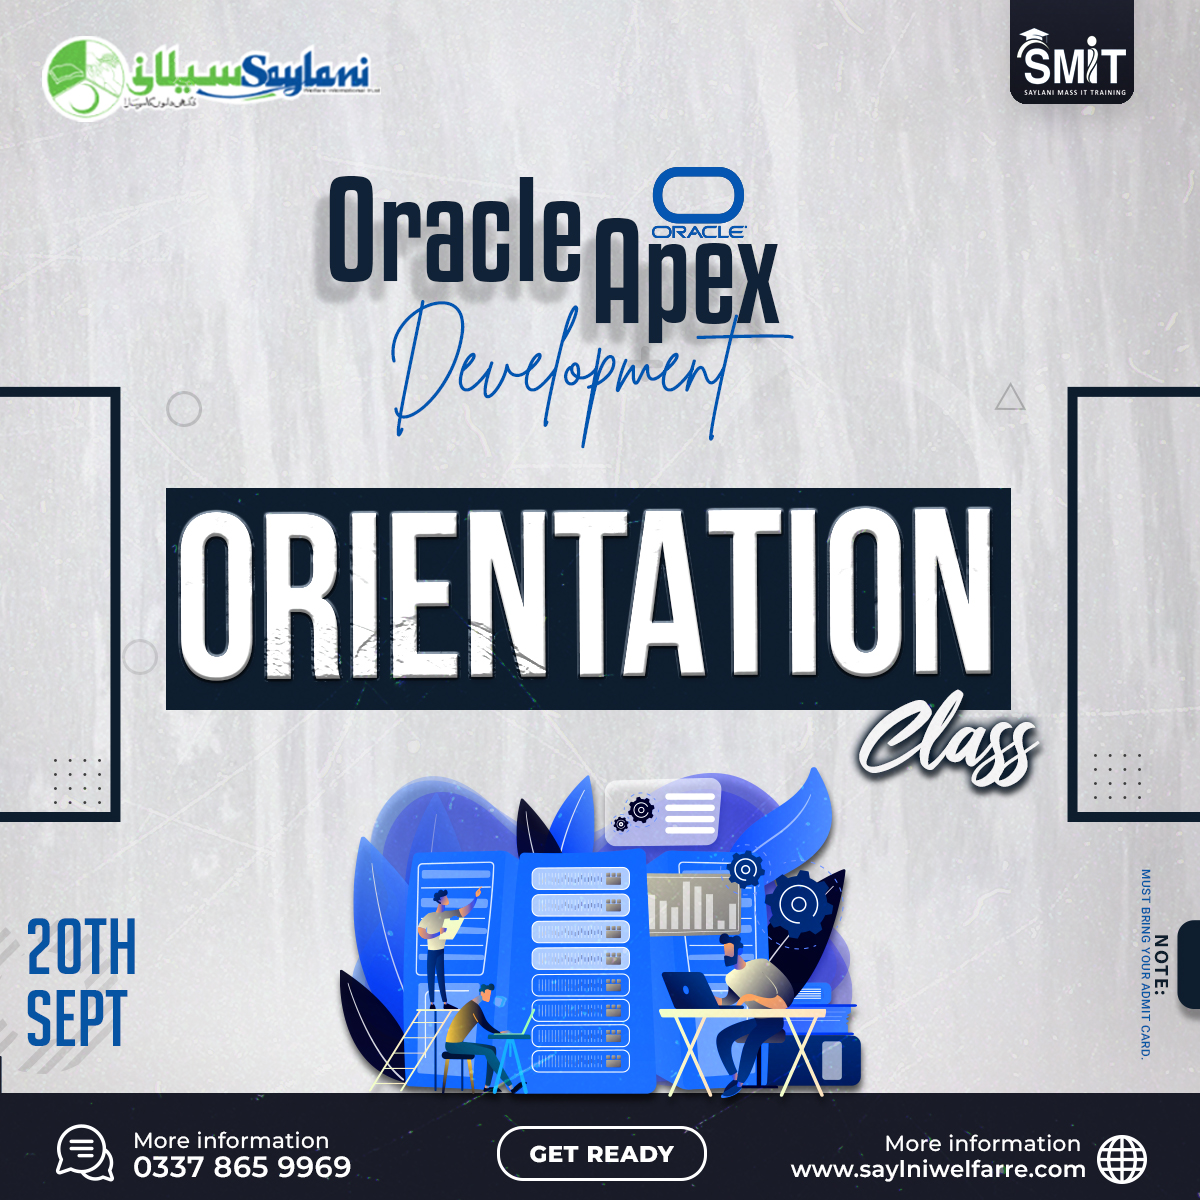 سیلانی Saylani
SMIT
SAYLANI MASS IT TRAINING
Oracle
ORACLE
Apex
Development
ORIENTATION
Class
20TH
SEPT
NOTE:
MUST BRING YOUR ADMIT CARD.
More information
0337 865 9969
GET READY
More information
www.saylniwelfarre.com